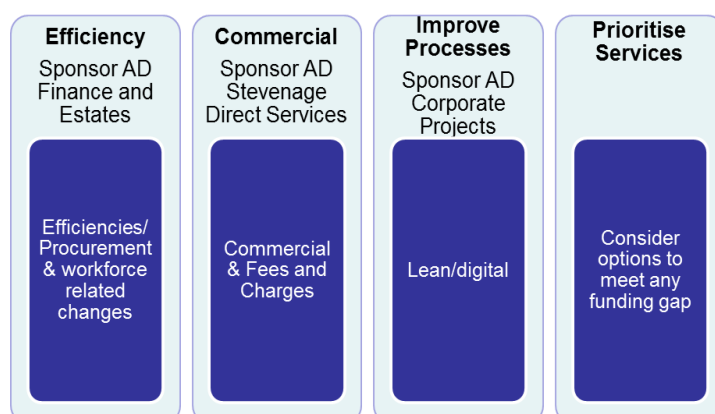 Efficiency
Sponsor AD
Finance and
Estates
Efficiencies/
Procurement
& workforce
related
changes
Commercial
Sponsor AD
Stevenage
Direct Services
Commercial
& Fees and
Charges
Improve
Processes
Sponsor AD
Corporate
Projects
Lean/digital
Prioritise
Services
Consider
options to
meet any
funding gap